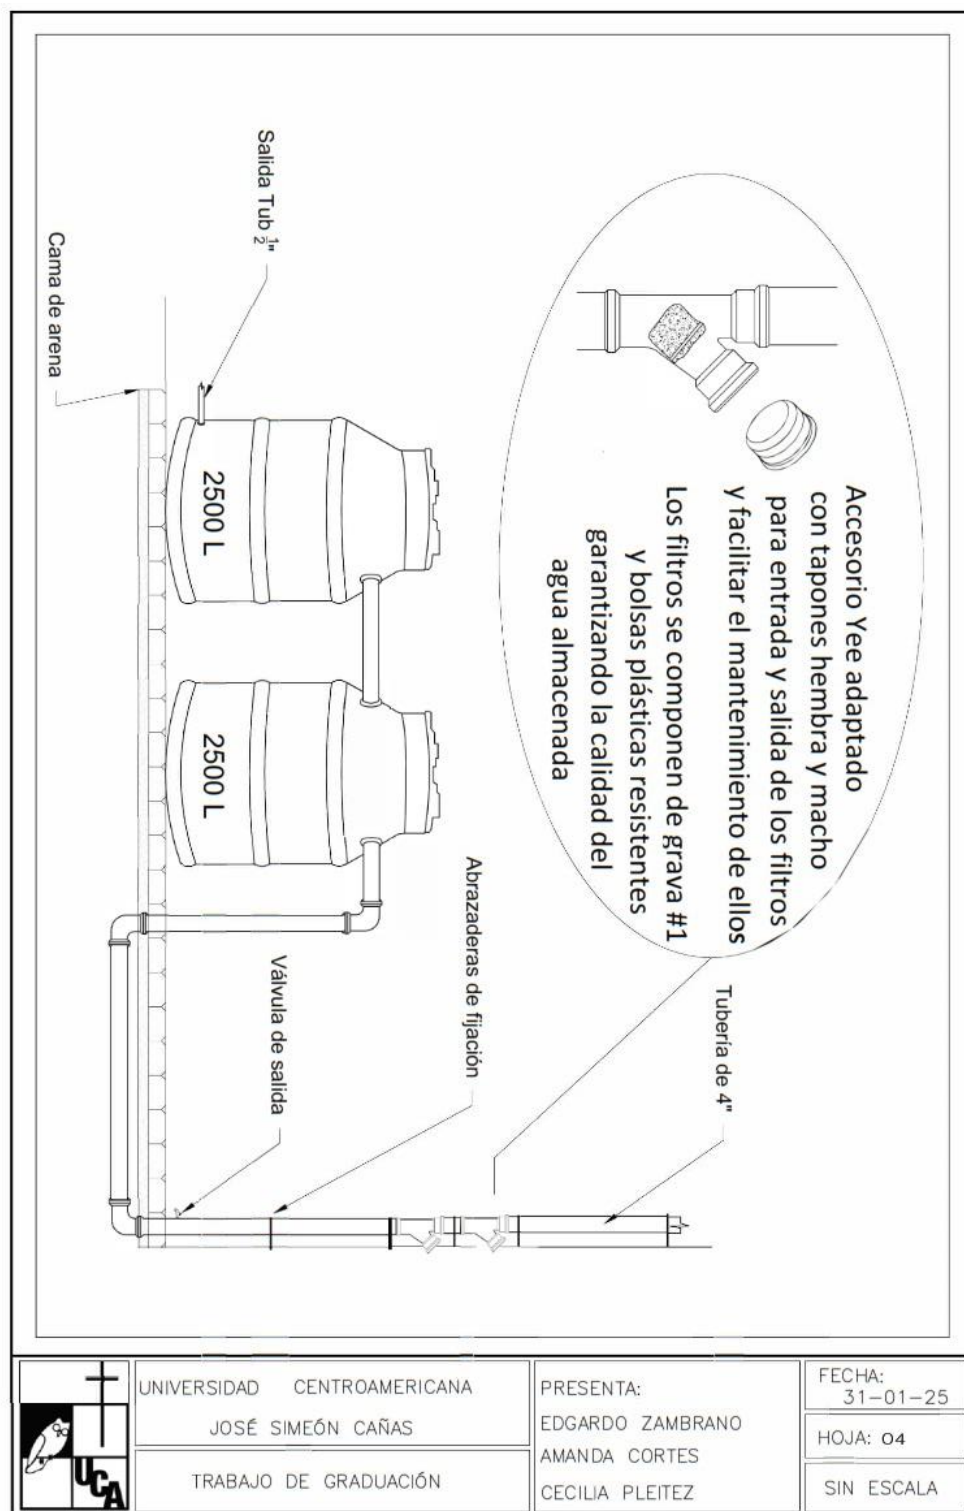 Accesorio Yee adaptado
con tapones hembra y macho
para entrada y salida de los filtros
y facilitar el mantenimiento de ellos
Los filtros se componen de grava #1
y bolsas plásticas resistentes
garantizando la calidad del
agua almacenada
Tubería de 4"
Abrazaderas de fijación
Válvula de salida
Salida Tub 1/2"
Cama de arena
2500 L
2500 L
UCA
UNIVERSIDAD CENTROAMERICANA
JOSÉ SIMEÓN CAÑAS
TRABAJO DE GRADUACIÓN
PRESENTA:
EDGARDO ZAMBRANO
AMANDA CORTES
CECILIA PLEITEZ
FECHA:
31-01-25
HOJA: 04
SIN ESCALA